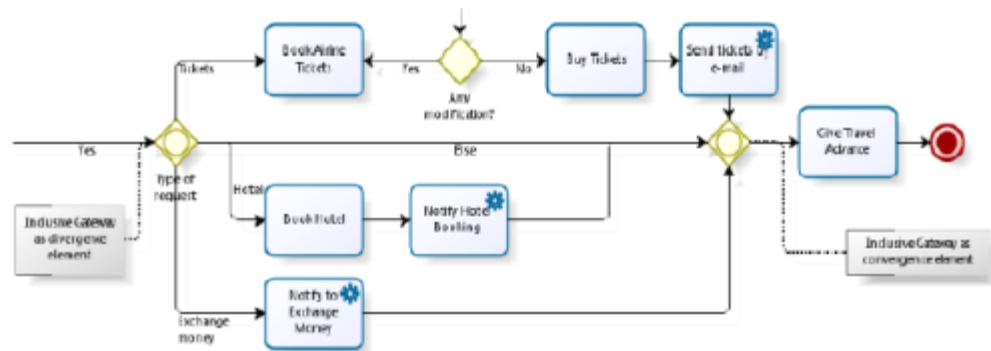 Book Airline
Tickets
Tickets
Yes
Any
modification?
No
Buy Tickets
Send tickets by
e-mail
Yes
Type of
request
Else
Give Travel
Advance
Hotel
Book Hotel
Notify Hotel
Booking
Inclusive Gateway
as divergence
element
Inclusive Gateway as
convergence element
Notify to
Exchange
Money
Exchange
money